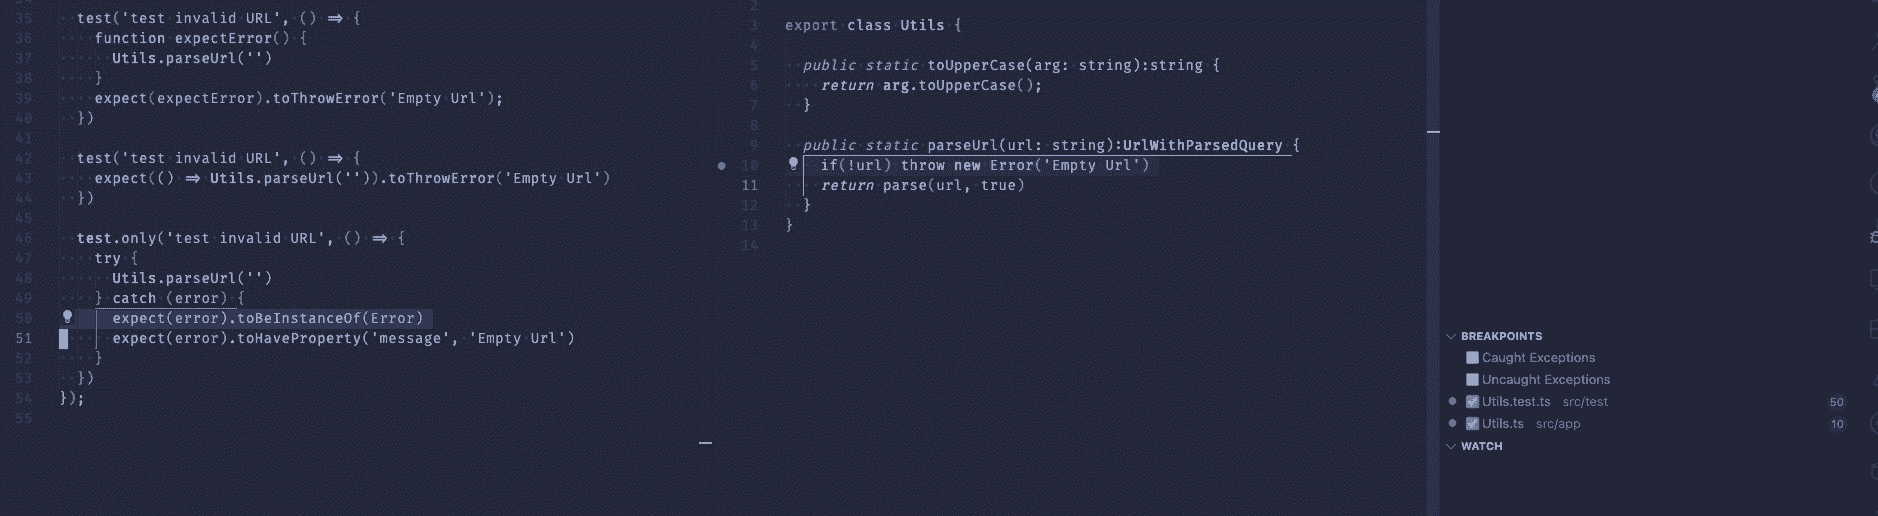 35 test('test invalid URL', () => {
36 function expectError() {
37 Utils.parseUrl('')
38 }
39 expect(expectError).toThrowError('Empty Url');
40 })
41
42 test('test invalid URL', () => {
43 expect(() => Utils.parseUrl('')).toThrowError('Empty Url')
44 })
45
46 test.only('test invalid URL', () => {
47 try {
48 Utils.parseUrl('')
49 } catch (error) {
50 expect(error).toBeInstanceOf(Error)
51 expect(error).toHaveProperty('message', 'Empty Url')
52 }
53 })
54 });
55
2
3 export class Utils {
4
5 public static toUpperCase(arg: string):string {
6 return arg.toUpperCase();
7 }
8
9 public static parseUrl(url: string):UrlWithParsedQuery {
10 if(!url) throw new Error('Empty Url')
11 return parse(url, true)
12 }
13 }
14
BREAKPOINTS
Caught Exceptions
Uncaught Exceptions
Utils.test.ts src/test 50
Utils.ts src/app 10
WATCH